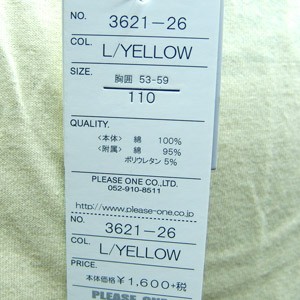 NO. 3621-26
COL. L/YELLOW
SIZE. 胸囲 53-59
110
QUALITY.
〈本体〉 綿 100%
〈附属〉 綿 95%
ポリウレタン 5%
PLEASE ONE CO.,LTD.
052-910-8511
http://www.please-one.co.jp
NO. 3621-26
COL. L/YELLOW
PRICE.
本体価格 ¥1,600+税
PLEASE ONE